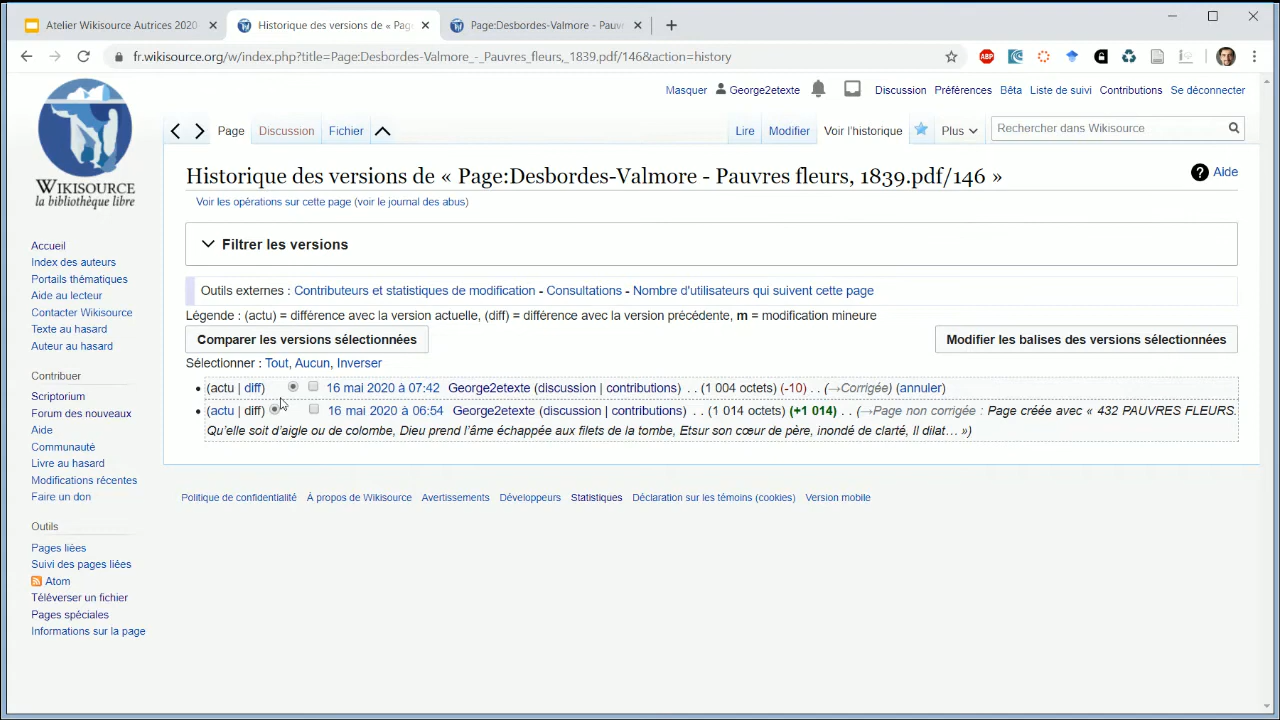 Atelier Wikisource Autrices 2020
Historique des versions de « Page
Page:Desbordes-Valmore - Pauvr
fr.wikisource.org/w/index.php?title=Page:Desbordes-Valmore_-_Pauvres_fleurs,_1839.pdf/146&action=history
ABP
Masquer George2etexte Discussion Préférences Bêta Liste de suivi Contributions Se déconnecter
Page Discussion Fichier Lire Modifier Voir l'historique Plus Rechercher dans Wikisource
WIKISOURCE
la bibliothèque libre
Historique des versions de « Page:Desbordes-Valmore - Pauvres fleurs, 1839.pdf/146 »
? Aide
Voir les opérations sur cette page (voir le journal des abus)
Filtrer les versions
Outils externes : Contributeurs et statistiques de modification - Consultations - Nombre d'utilisateurs qui suivent cette page
Légende : (actu) = différence avec la version actuelle, (diff) = différence avec la version précédente, m = modification mineure
Comparer les versions sélectionnées
Modifier les balises des versions sélectionnées
Sélectionner : Tout, Aucun, Inverser
• (actu | diff) 16 mai 2020 à 07:42 George2etexte (discussion | contributions) . . (1 004 octets) (-10) . . (→Corrigée) (annuler)
• (actu | diff) 16 mai 2020 à 06:54 George2etexte (discussion | contributions) . . (1 014 octets) (+1 014) . . (→Page non corrigée : Page créée avec « 432 PAUVRES FLEURS.
Qu'elle soit d'aigle ou de colombe, Dieu prend l'âme échappée aux filets de la tombe, Etsur son cœur de père, inondé de clarté, Il dilat… »)
Politique de confidentialité À propos de Wikisource Avertissements Développeurs Statistiques Déclaration sur les témoins (cookies) Version mobile
Accueil
Index des auteurs
Portails thématiques
Aide au lecteur
Contacter Wikisource
Texte au hasard
Auteur au hasard
Contribuer
Scriptorium
Forum des nouveaux
Aide
Communauté
Livre au hasard
Modifications récentes
Faire un don
Outils
Pages liées
Suivi des pages liées
Atom
Téléverser un fichier
Pages spéciales
Informations sur la page